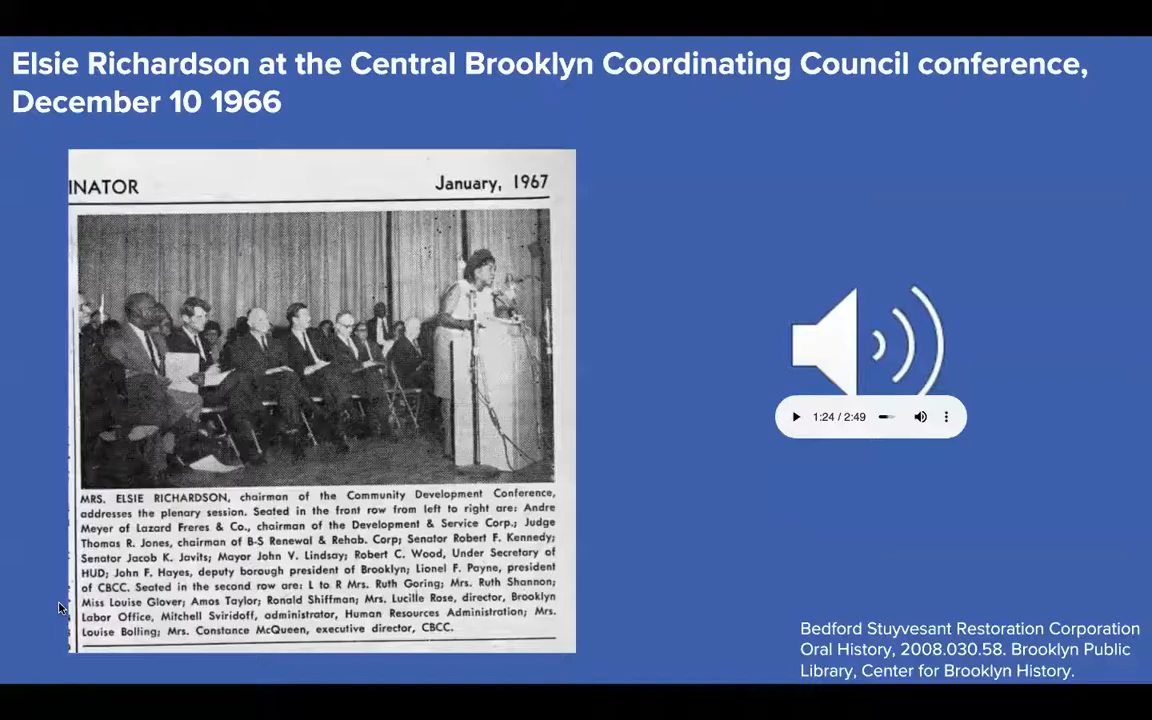 Elsie Richardson at the Central Brooklyn Coordinating Council conference,
December 10 1966
INATOR
January, 1967
MRS. ELSIE RICHARDSON, chairman of the Community Development Conference,
addresses the plenary session. Seated in the front row from left to right are: Andre
Meyer of Lazard Freres & Co., chairman of the Development & Service Corp.; Judge
Thomas R. Jones, chairman of B-S Renewal & Rehab. Corp; Senator Robert F. Kennedy;
Senator Jacob K. Javits; Mayor John V. Lindsay; Robert C. Wood, Under Secretary of
HUD; John F. Hayes, deputy borough president of Brooklyn; Lionel F. Payne, president
of CBCC. Seated in the second row are: L to R Mrs. Ruth Goring; Mrs. Ruth Shannon;
Miss Louise Glover; Amos Taylor; Ronald Shiffman; Mrs. Lucille Rose, director, Brooklyn
Labor Office, Mitchell Sviridoff, administrator, Human Resources Administration; Mrs.
Louise Bolling; Mrs. Constance McQueen, executive director, CBCC.
1:24 / 2:49
Bedford Stuyvesant Restoration Corporation
Oral History, 2008.030.58. Brooklyn Public
Library, Center for Brooklyn History.